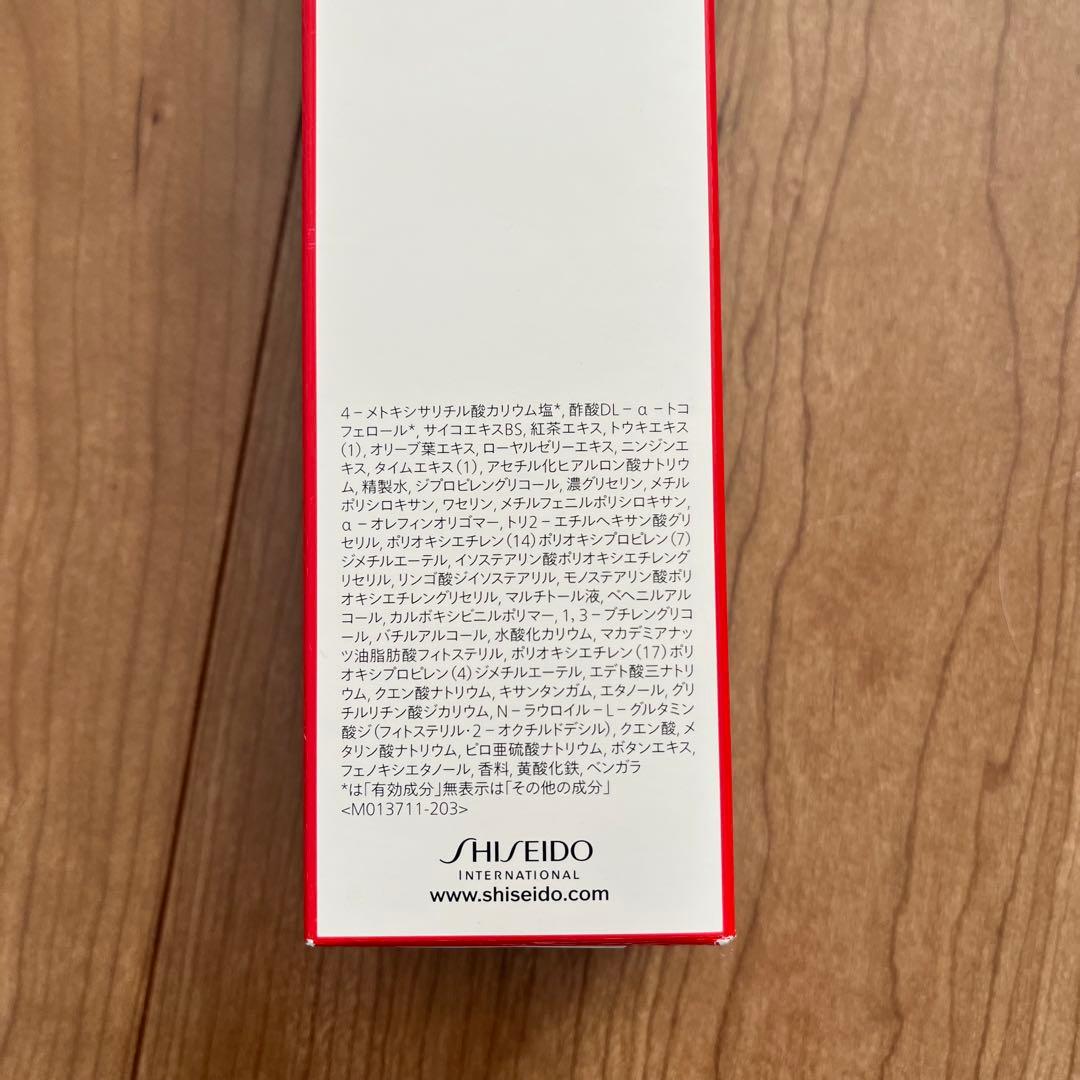 4－メトキシサリチル酸カリウム塩*, 酢酸DL－α－トコ
フェロール*, サイコエキスBS, 紅茶エキス, トウキエキス
(1), オリーブ葉エキス, ローヤルゼリーエキス, ニンジンエ
キス, タイムエキス(1), アセチル化ヒアルロン酸ナトリウ
ム, 精製水, ジプロピレングリコール, 濃グリセリン, メチル
ポリシロキサン, ワセリン, メチルフェニルポリシロキサン,
α－オレフィンオリゴマー, トリ2－エチルヘキサン酸グリ
セリル, ポリオキシエチレン(14)ポリオキシプロピレン(7)
ジメチルエーテル, イソステアリン酸ポリオキシエチレング
リセリル, リンゴ酸ジイソステアリル, モノステアリン酸ポリ
オキシエチレングリセリル, マルチトール液, ベヘニルアル
コール, カルボキシビニルポリマー, 1,3－ブチレングリコ
ール, バチルアルコール, 水酸化カリウム, マカデミアナッ
ツ油脂肪酸フィトステリル, ポリオキシエチレン(17)ポリ
オキシプロピレン(4)ジメチルエーテル, エデト酸三ナトリ
ウム, クエン酸ナトリウム, キサンタンガム, エタノール, グリ
チルリチン酸ジカリウム, N－ラウロイル－L－グルタミン
酸ジ(フィトステリル・2－オクチルドデシル), クエン酸, メ
タリン酸ナトリウム, ピロ亜硫酸ナトリウム, ボタンエキス,
フェノキシエタノール, 香料, 黄酸化鉄, ベンガラ
*は「有効成分」無表示は「その他の成分」
<M013711-203>
SHISEIDO
INTERNATIONAL
www.shiseido.com